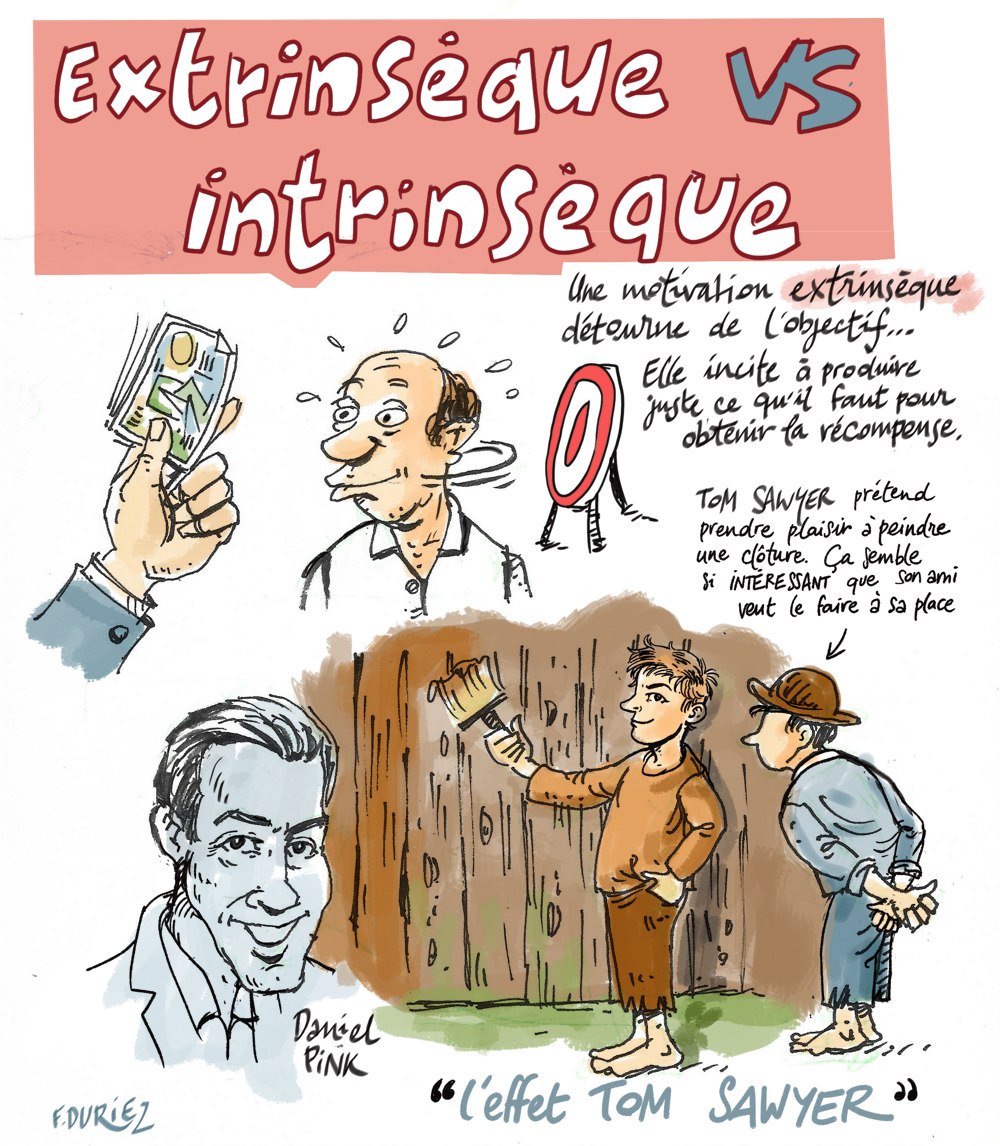 Extrinsèque VS
intrinsèque
Une motivation extrinsèque
détourne de l'objectif...
Elle incite à produire
juste ce qu'il faut pour
obtenir la récompense.
TOM SAWYER prétend
prendre plaisir à peindre
une clôture. Ça semble
si INTÉRESSANT que son ami
veut le faire à sa place
Daniel
PiNK
“l'effet TOM SAWYER”
F.DURIEZ